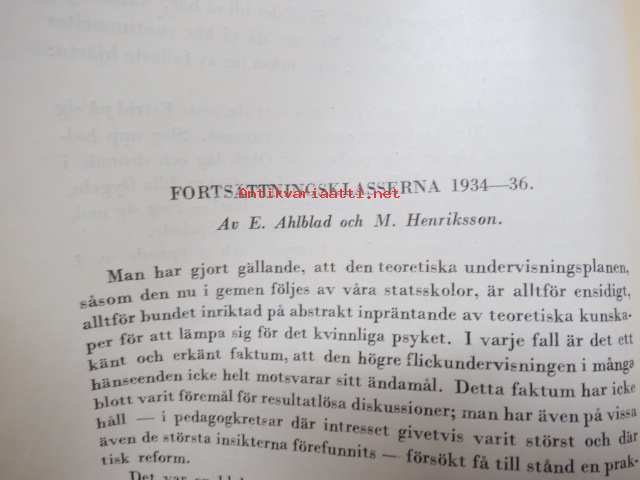 FORTSÄTTNINGSKLASSERNA 1934—36.
Antikvariaatti.net
Av E. Ahlblad och M. Henriksson.
Man har gjort gällande, att den teoretiska undervisningsplanen,
såsom den nu i gemen följes av våra statsskolor, är alltför ensidigt,
alltför bundet inriktad på abstrakt inpräntande av teoretiska kunska-
per för att lämpa sig för det kvinnliga psyket. I varje fall är det ett
känt och erkänt faktum, att den högre flickundervisningen i många
hänseenden icke helt motsvarar sitt ändamål. Detta faktum har icke
blott varit föremål för resultatlösa diskussioner; man har även på vissa
håll — i pedagogkretsar där intresset givetvis varit störst och där
även de största insikterna förefunnits — försökt få till stånd en prak-
tisk reform.
Det var en